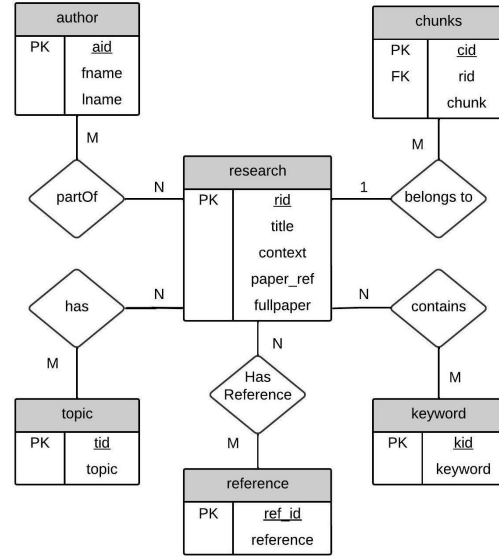 author
PK aid
fname
lname
chunks
PK cid
FK rid
chunk
M
M
partOf
N
research
PK rid
title
context
paper_ref
fullpaper
1
belongs to
has
N
N
contains
M
N
Has
Reference
M
M
topic
PK tid
topic
keyword
PK kid
keyword
reference
PK ref_id
reference